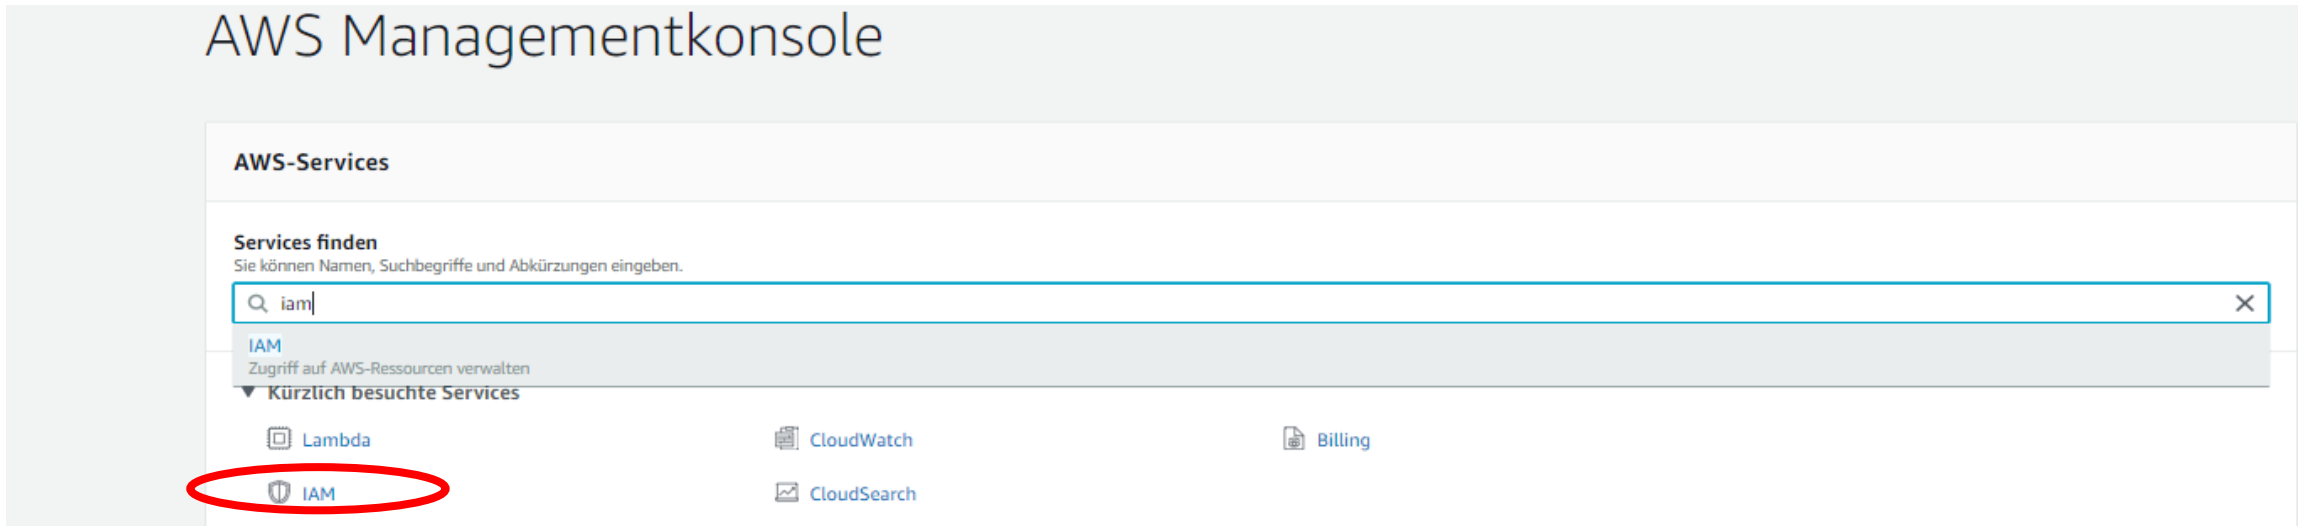 AWS Managementkonsole
AWS-Services
Services finden
Sie können Namen, Suchbegriffe und Abkürzungen eingeben.
iam
IAM
Zugriff auf AWS-Ressourcen verwalten
Kürzlich besuchte Services
Lambda CloudWatch Billing
IAM CloudSearch